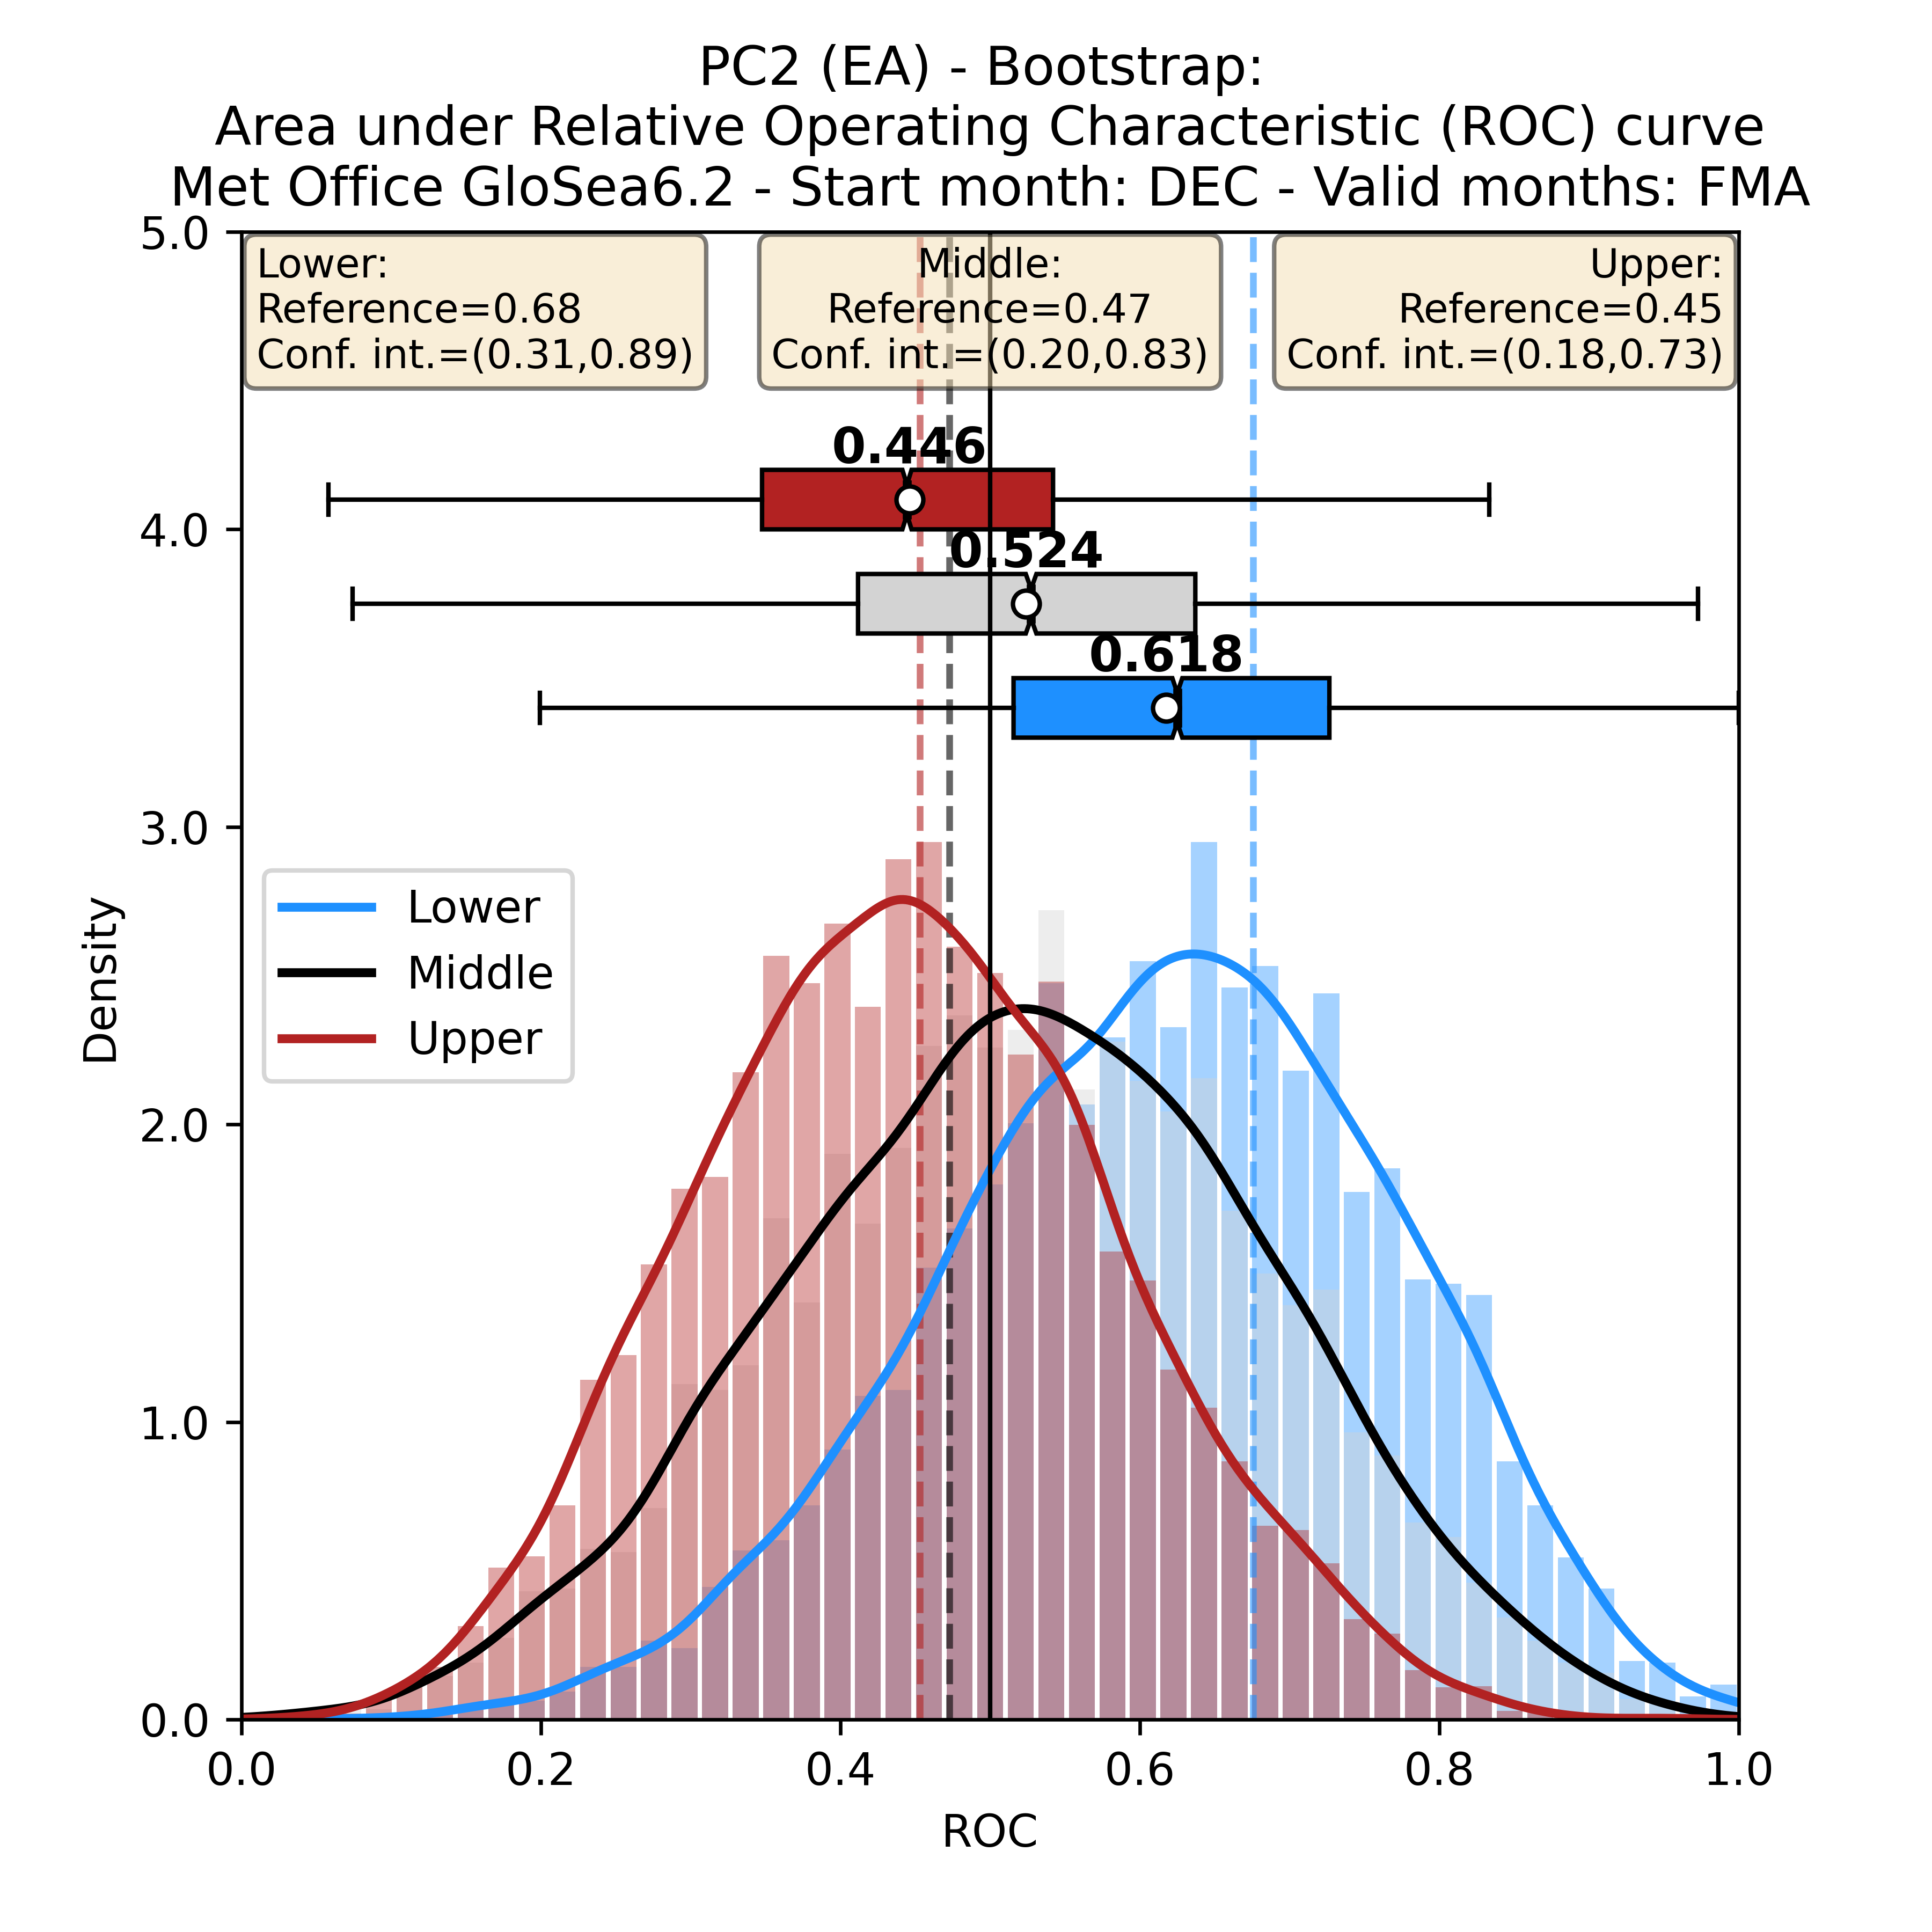 PC2 (EA) - Bootstrap:
Area under Relative Operating Characteristic (ROC) curve
Met Office GloSea6.2 - Start month: DEC - Valid months: FMA
5.0
Lower:
Reference=0.68
Conf. int.=(0.31,0.89)
Middle:
Reference=0.47
Conf. int.=(0.20,0.83)
Upper:
Reference=0.45
Conf. int.=(0.18,0.73)
0.446
4.0
0.524
0.618
3.0
Density
Lower
Middle
Upper
2.0
1.0
0.0
0.0
0.2
0.4
0.6
0.8
1.0
ROC